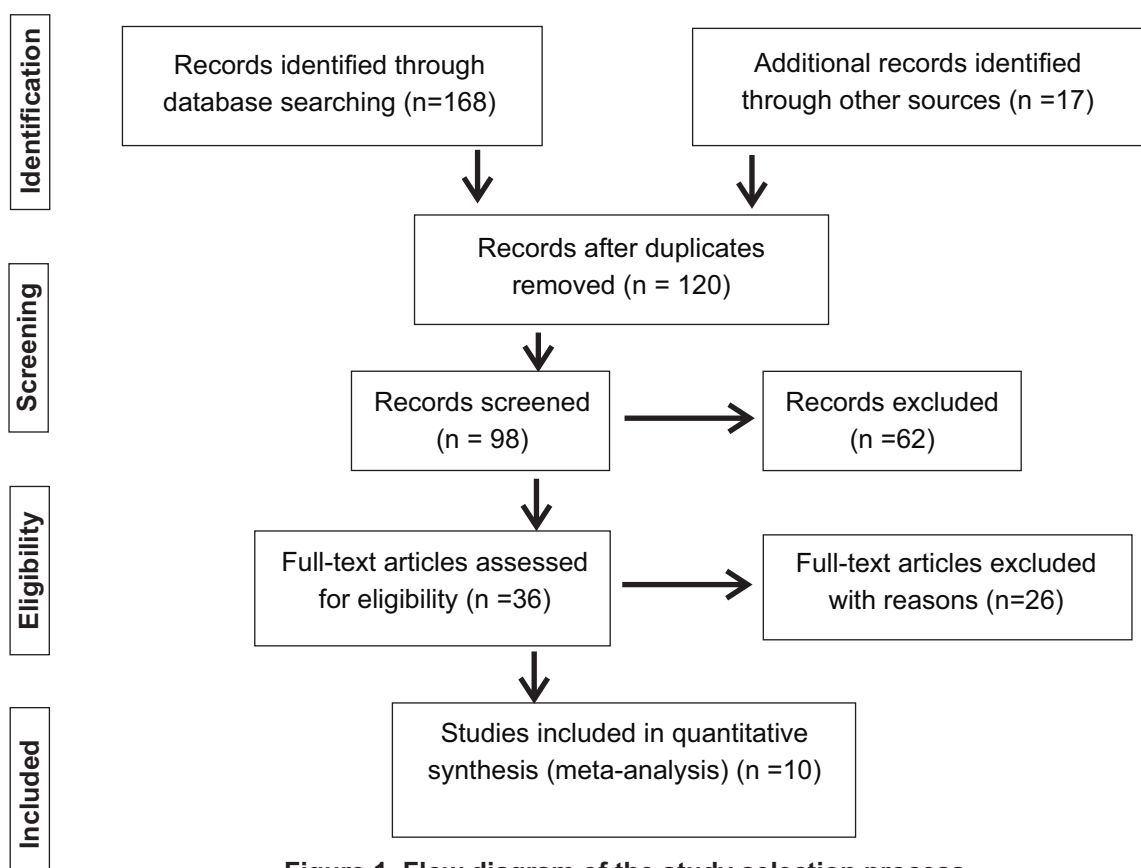 Identification
Records identified through
database searching (n=168)
Additional records identified
through other sources (n =17)
Records after duplicates
removed (n = 120)
Screening
Records screened
(n = 98)
Records excluded
(n =62)
Eligibility
Full-text articles assessed
for eligibility (n =36)
Full-text articles excluded
with reasons (n=26)
Included
Studies included in quantitative
synthesis (meta-analysis) (n =10)
Figure 1. Flow diagram of the study selection process